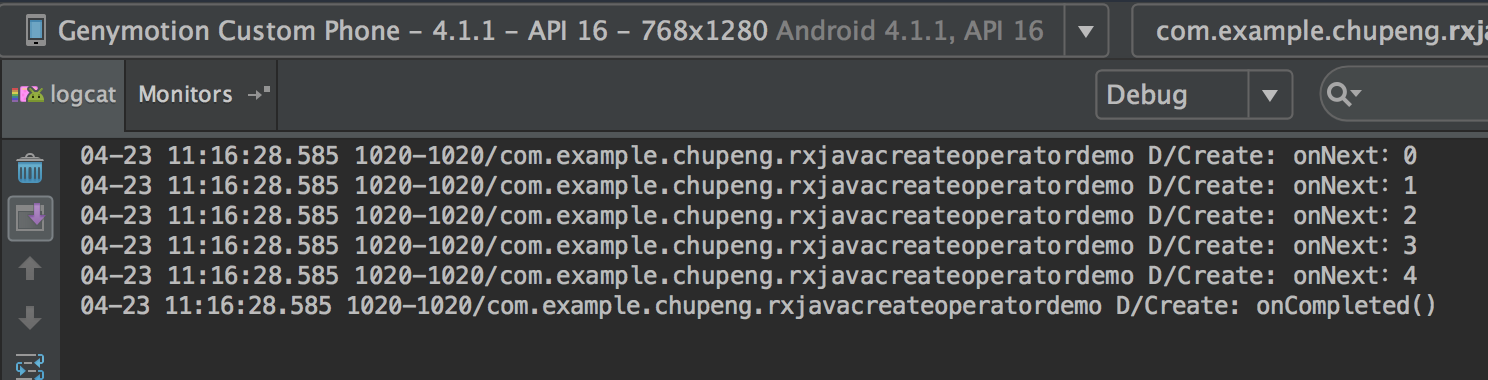 Genymotion Custom Phone – 4.1.1 – API 16 – 768x1280 Android 4.1.1, API 16
com.example.chupeng.rxja
logcat
Monitors
Debug
04-23 11:16:28.585 1020-1020/com.example.chupeng.rxjavacreateoperatordemo D/Create: onNext: 0
04-23 11:16:28.585 1020-1020/com.example.chupeng.rxjavacreateoperatordemo D/Create: onNext: 1
04-23 11:16:28.585 1020-1020/com.example.chupeng.rxjavacreateoperatordemo D/Create: onNext: 2
04-23 11:16:28.585 1020-1020/com.example.chupeng.rxjavacreateoperatordemo D/Create: onNext: 3
04-23 11:16:28.585 1020-1020/com.example.chupeng.rxjavacreateoperatordemo D/Create: onNext: 4
04-23 11:16:28.585 1020-1020/com.example.chupeng.rxjavacreateoperatordemo D/Create: onCompleted()